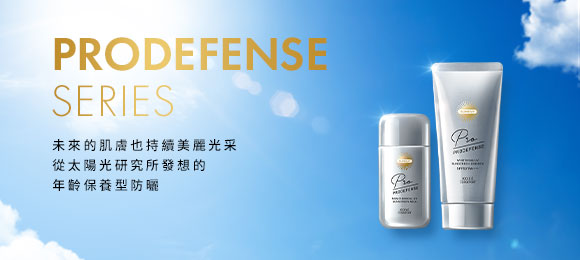 PRODEFENSE
SERIES
未來的肌膚也持續美麗光采
從太陽光研究所發想的
年齡保養型防曬
Pro
PRODEFENSE
Pro
PRODEFENSE